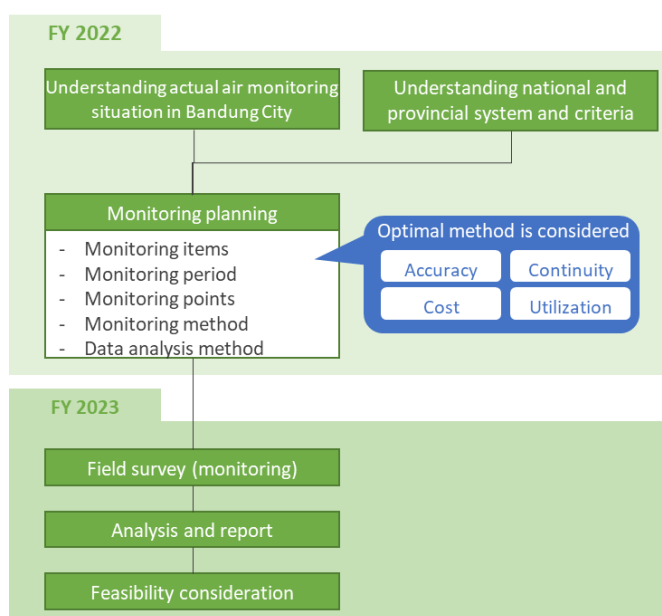 FY 2022
Understanding actual air monitoring
situation in Bandung City
Understanding national and
provincial system and criteria
Monitoring planning
- Monitoring items
- Monitoring period
- Monitoring points
- Monitoring method
- Data analysis method
Optimal method is considered
Accuracy
Continuity
Cost
Utilization
FY 2023
Field survey (monitoring)
Analysis and report
Feasibility consideration